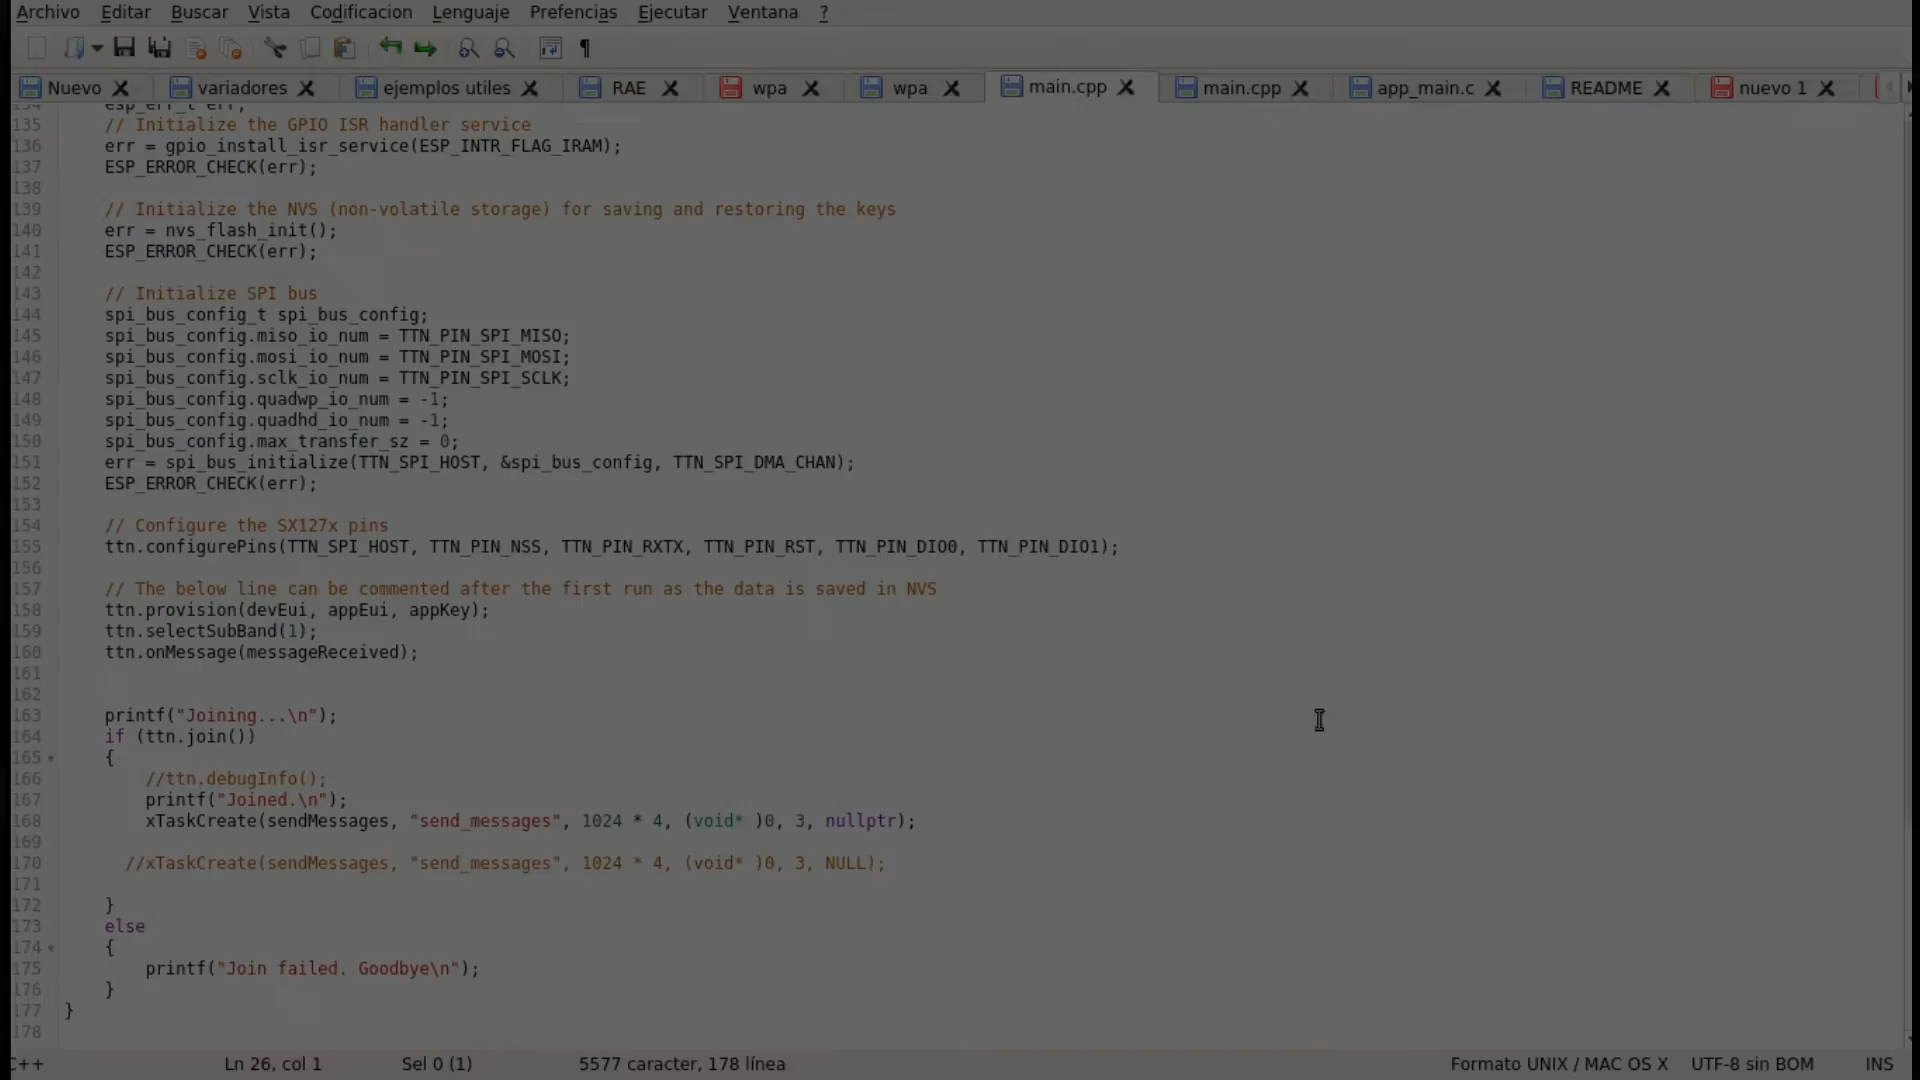 Archivo Editar Buscar Vista Codificacion Lenguaje Prefencias Ejecutar Ventana ?
Nuevo variadores ejemplos utiles RAE wpa wpa main.cpp main.cpp app_main.c README nuevo 1
134 esp_err_t err;
135 // Initialize the GPIO ISR handler service
136 err = gpio_install_isr_service(ESP_INTR_FLAG_IRAM);
137 ESP_ERROR_CHECK(err);
138
139 // Initialize the NVS (non-volatile storage) for saving and restoring the keys
140 err = nvs_flash_init();
141 ESP_ERROR_CHECK(err);
142
143 // Initialize SPI bus
144 spi_bus_config_t spi_bus_config;
145 spi_bus_config.miso_io_num = TTN_PIN_SPI_MISO;
146 spi_bus_config.mosi_io_num = TTN_PIN_SPI_MOSI;
147 spi_bus_config.sclk_io_num = TTN_PIN_SPI_SCLK;
148 spi_bus_config.quadwp_io_num = -1;
149 spi_bus_config.quadhd_io_num = -1;
150 spi_bus_config.max_transfer_sz = 0;
151 err = spi_bus_initialize(TTN_SPI_HOST, &spi_bus_config, TTN_SPI_DMA_CHAN);
152 ESP_ERROR_CHECK(err);
153
154 // Configure the SX127x pins
155 ttn.configurePins(TTN_SPI_HOST, TTN_PIN_NSS, TTN_PIN_RXTX, TTN_PIN_RST, TTN_PIN_DIO0, TTN_PIN_DIO1);
156
157 // The below line can be commented after the first run as the data is saved in NVS
158 ttn.provision(devEui, appEui, appKey);
159 ttn.selectSubBand(1);
160 ttn.onMessage(messageReceived);
161
162
163 printf("Joining...\n");
164 if (ttn.join())
165 {
166 //ttn.debugInfo();
167 printf("Joined.\n");
168 xTaskCreate(sendMessages, "send_messages", 1024 * 4, (void* )0, 3, nullptr);
169
170 //xTaskCreate(sendMessages, "send_messages", 1024 * 4, (void* )0, 3, NULL);
171
172 }
173 else
174 {
175 printf("Join failed. Goodbye\n");
176 }
177 }
178
C++ Ln 26, col 1 Sel 0 (1) 5577 caracter, 178 línea Formato UNIX / MAC OS X UTF-8 sin BOM INS